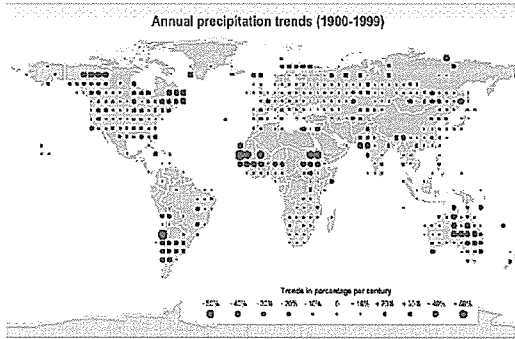 Annual precipitation trends (1900-1999)
Trends in percentage per century
-50% -40% -30% -20% -10% 0 +10% +20% +30% +40% +50%